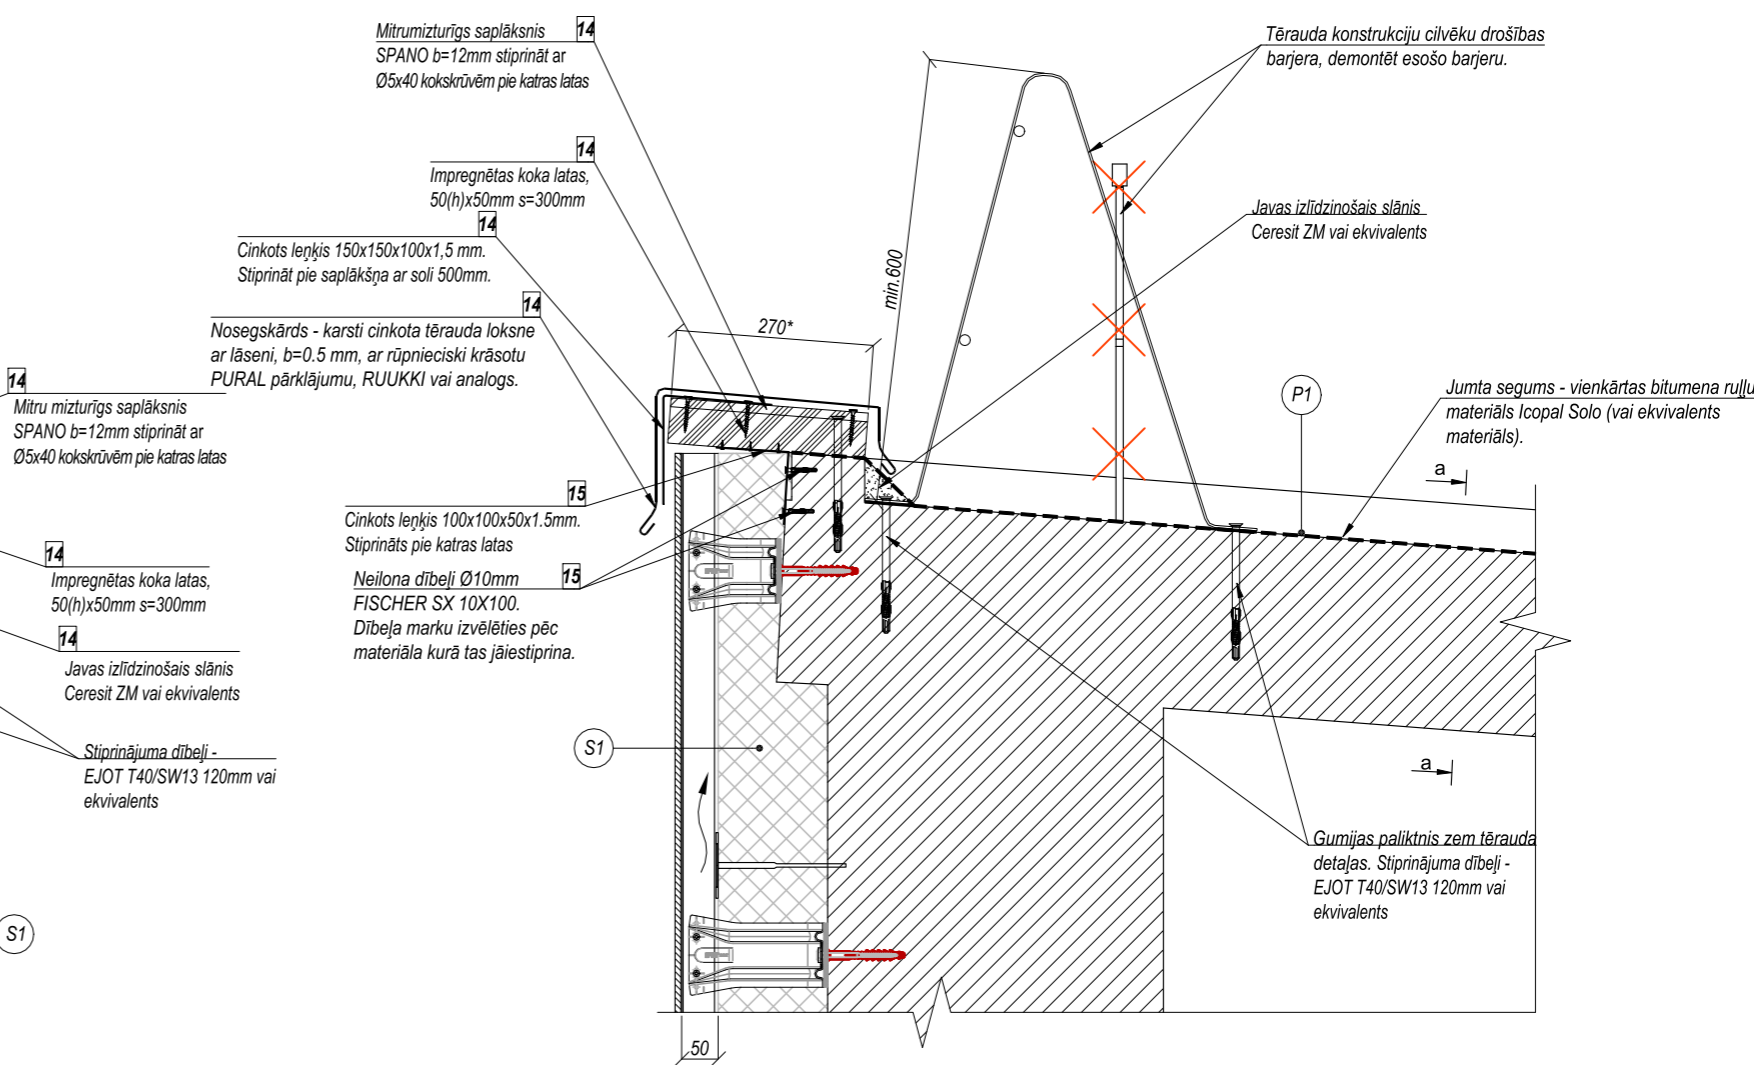 Mitrumizturīgs saplāksnis 14
SPANO b=12mm stiprināt ar
Ø5x40 kokskrūvēm pie katras latas
14
Impregnētas koka latas,
50(h)x50mm s=300mm
14
Cinkots leņķis 150x150x100x1,5 mm.
Stiprināt pie saplākšņa ar soli 500mm.
14
Nosegskārds - karsti cinkota tērauda loksne
ar lāseni, b=0.5 mm, ar rūpnieciski krāsotu
PURAL pārklājumu, RUUKKI vai analogs.
14
Mitru mizturīgs saplāksnis
SPANO b=12mm stiprināt ar
Ø5x40 kokskrūvēm pie katras latas
15
Cinkots leņķis 100x100x50x1.5mm.
Stiprināts pie katras latas
14
Impregnētas koka latas,
50(h)x50mm s=300mm
Neilona dībeļi Ø10mm 15
FISCHER SX 10X100.
Dībeļa marku izvēlēties pēc
materiāla kurā tas jāiestiprina.
14
Javas izlīdzinošais slānis
Ceresit ZM vai ekvivalents
Stiprinājuma dībeļi -
EJOT T40/SW13 120mm vai
ekvivalents
S1
S1
270*
min.600
50
Tērauda konstrukciju cilvēku drošības
barjera, demontēt esošo barjeru.
Javas izlīdzinošais slānis
Ceresit ZM vai ekvivalents
P1
Jumta segums - vienkārtas bitumena ruļļu
materiāls Icopal Solo (vai ekvivalents
materiāls).
a
a
Gumijas paliktnis zem tērauda
detaļas. Stiprinājuma dībeļi -
EJOT T40/SW13 120mm vai
ekvivalents